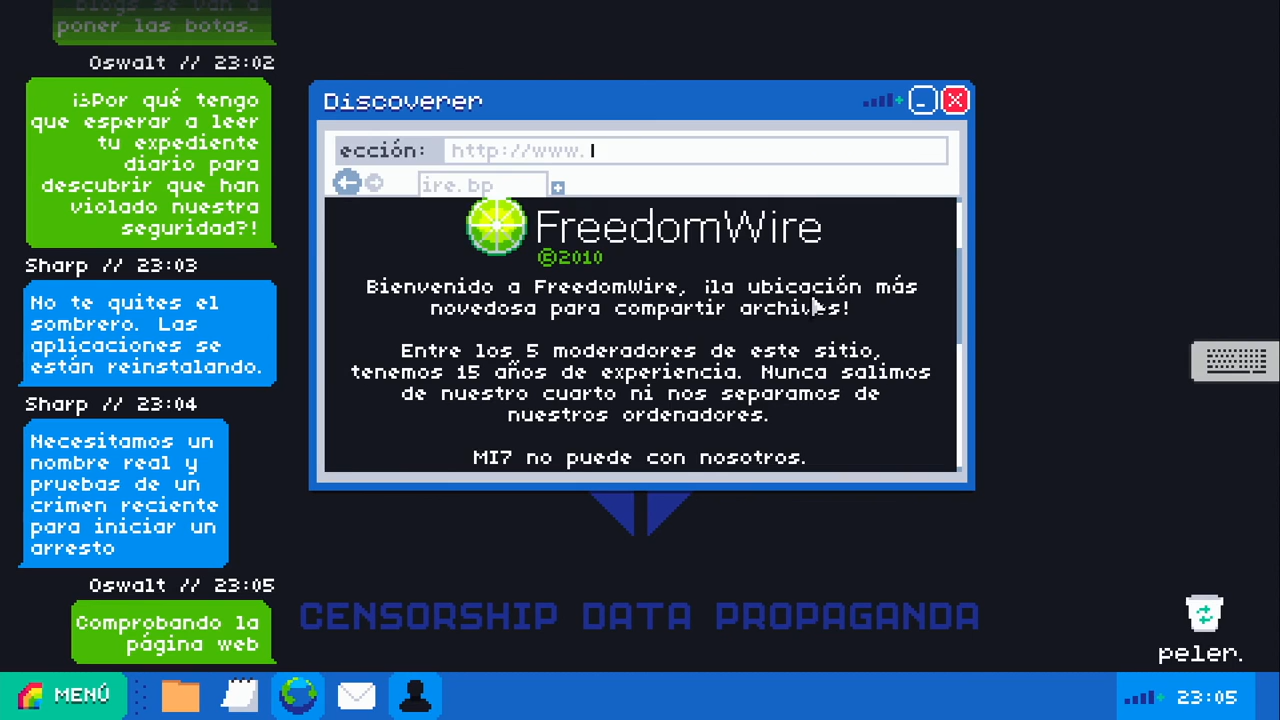 blogs se van a
poner las botas.
Oswalt // 23:02
¡¿Por qué tengo
que esperar a leer
tu expediente
diario para
descubrir que han
violado nuestra
seguridad?!
Sharp // 23:03
No te quites el
sombrero. Las
aplicaciones se
están reinstalando.
Sharp // 23:04
Necesitamos un
nombre real y
pruebas de un
crimen reciente
para iniciar un
arresto
Oswalt // 23:05
Comprobando la
página web
Discoverer
ección: http://www.
ire.bp
FreedomWire
©2010
Bienvenido a FreedomWire, ¡la ubicación más
novedosa para compartir archives!
Entre los 5 moderadores de este sitio,
tenemos 15 años de experiencia. Nunca salimos
de nuestro cuarto ni nos separamos de
nuestros ordenadores.
MI7 no puede con nosotros.
CENSORSHIP DATA PROPAGANDA
peler.
MENÚ
23:05